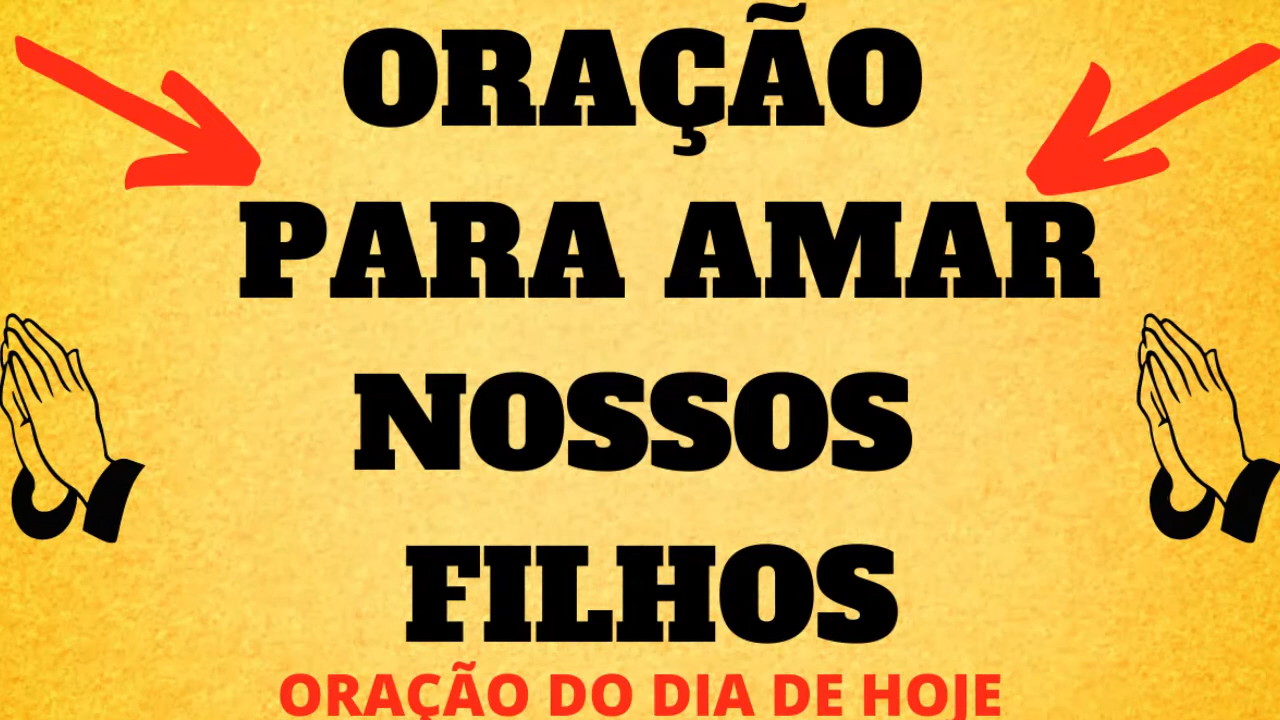 ORAÇÃO
PARA AMAR
NOSSOS
FILHOS
ORAÇÃO DO DIA DE HOJE